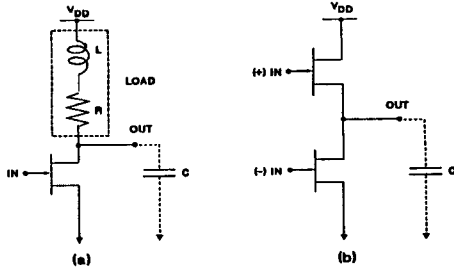 VDD
L
R
LOAD
OUT
IN
C
(a)
VDD
(+) IN
OUT
(-) IN
C
(b)